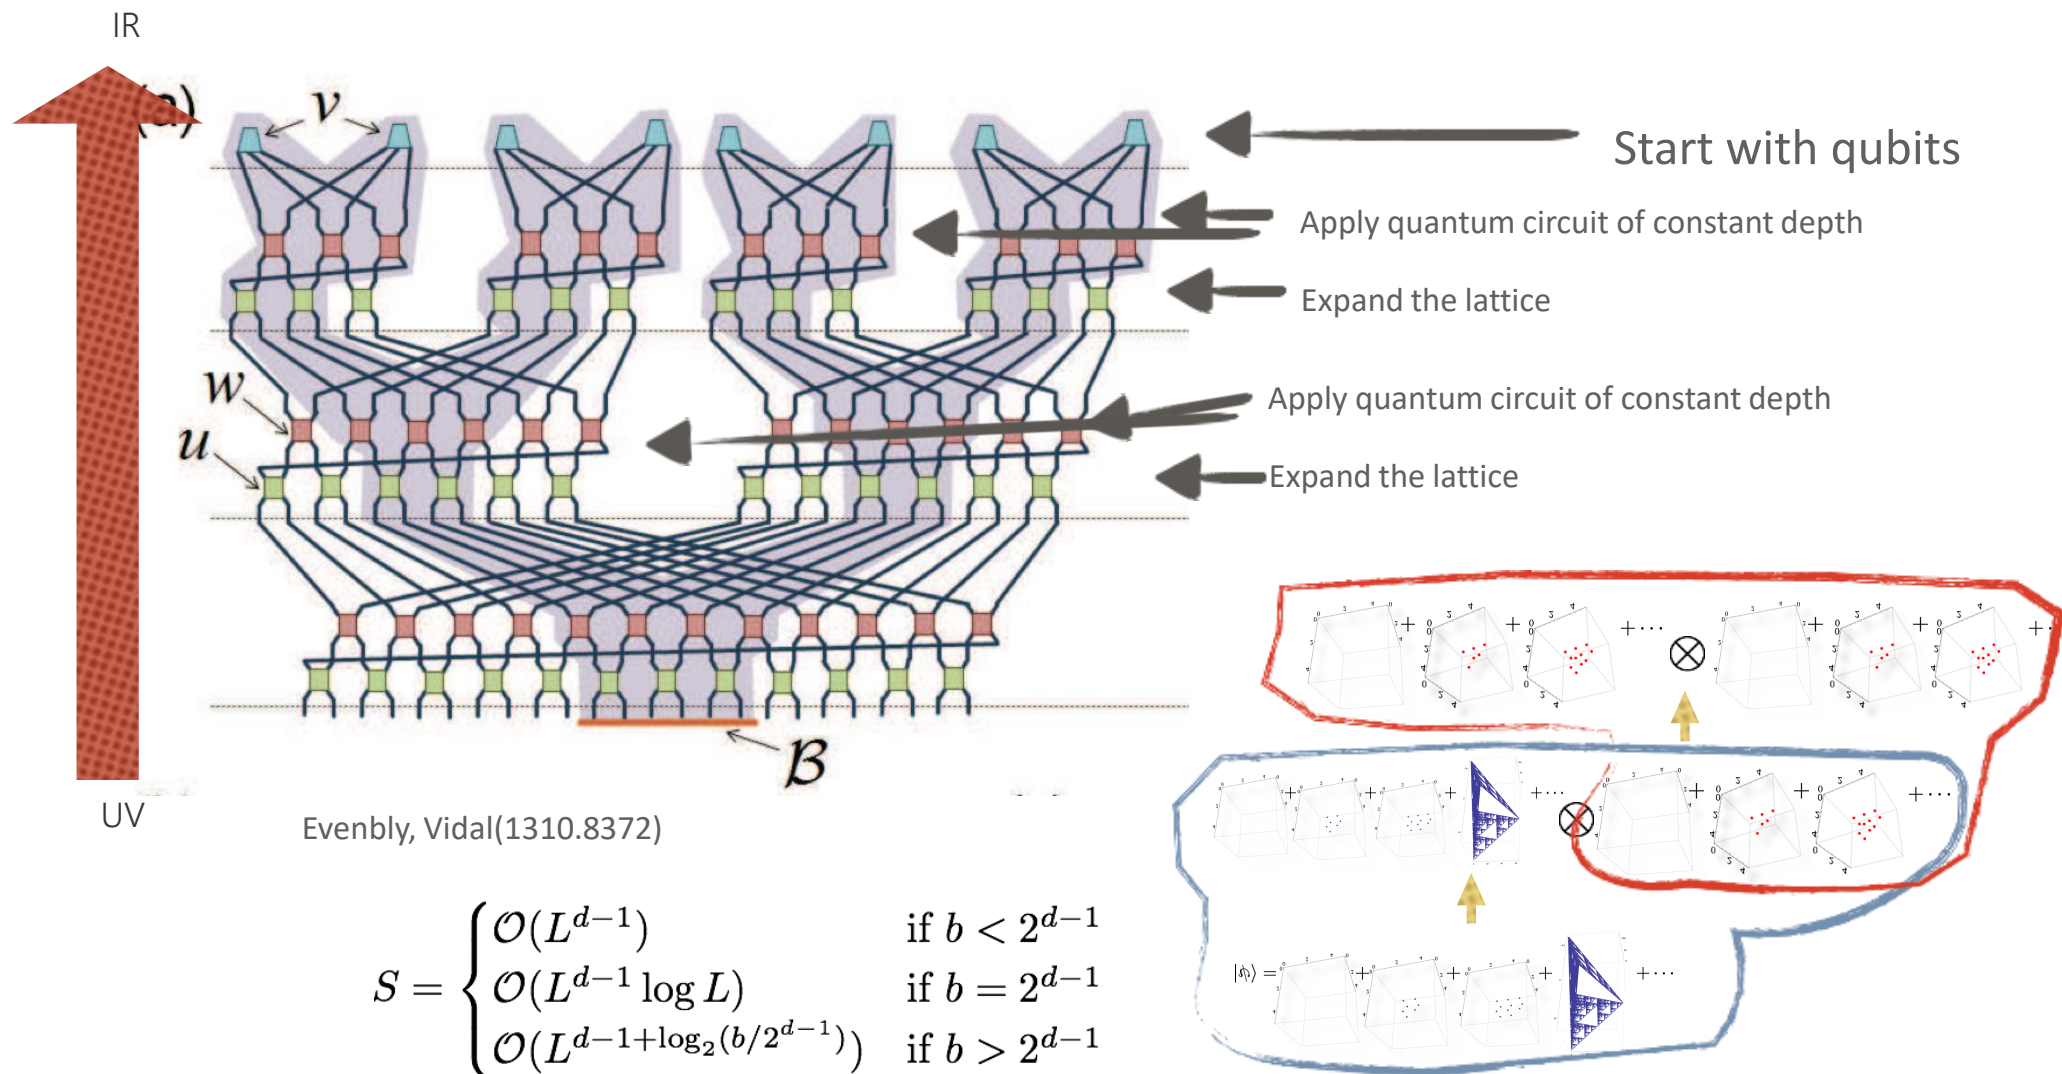 IR
(a)
v
Start with qubits
Apply quantum circuit of constant depth
Expand the lattice
w
Apply quantum circuit of constant depth
u
Expand the lattice
B
UV
Evenbly, Vidal(1310.8372)
S = { O(L^{d−1}) if b < 2^{d−1}
O(L^{d−1} log L) if b = 2^{d−1}
O(L^{d−1+log_2(b/2^{d−1})}) if b > 2^{d−1}
+ + + ⋯ ⊗ + + + ⋯
+ + + + ⋯ ⊗ + + + ⋯
|ψ⟩ = + + + + ⋯